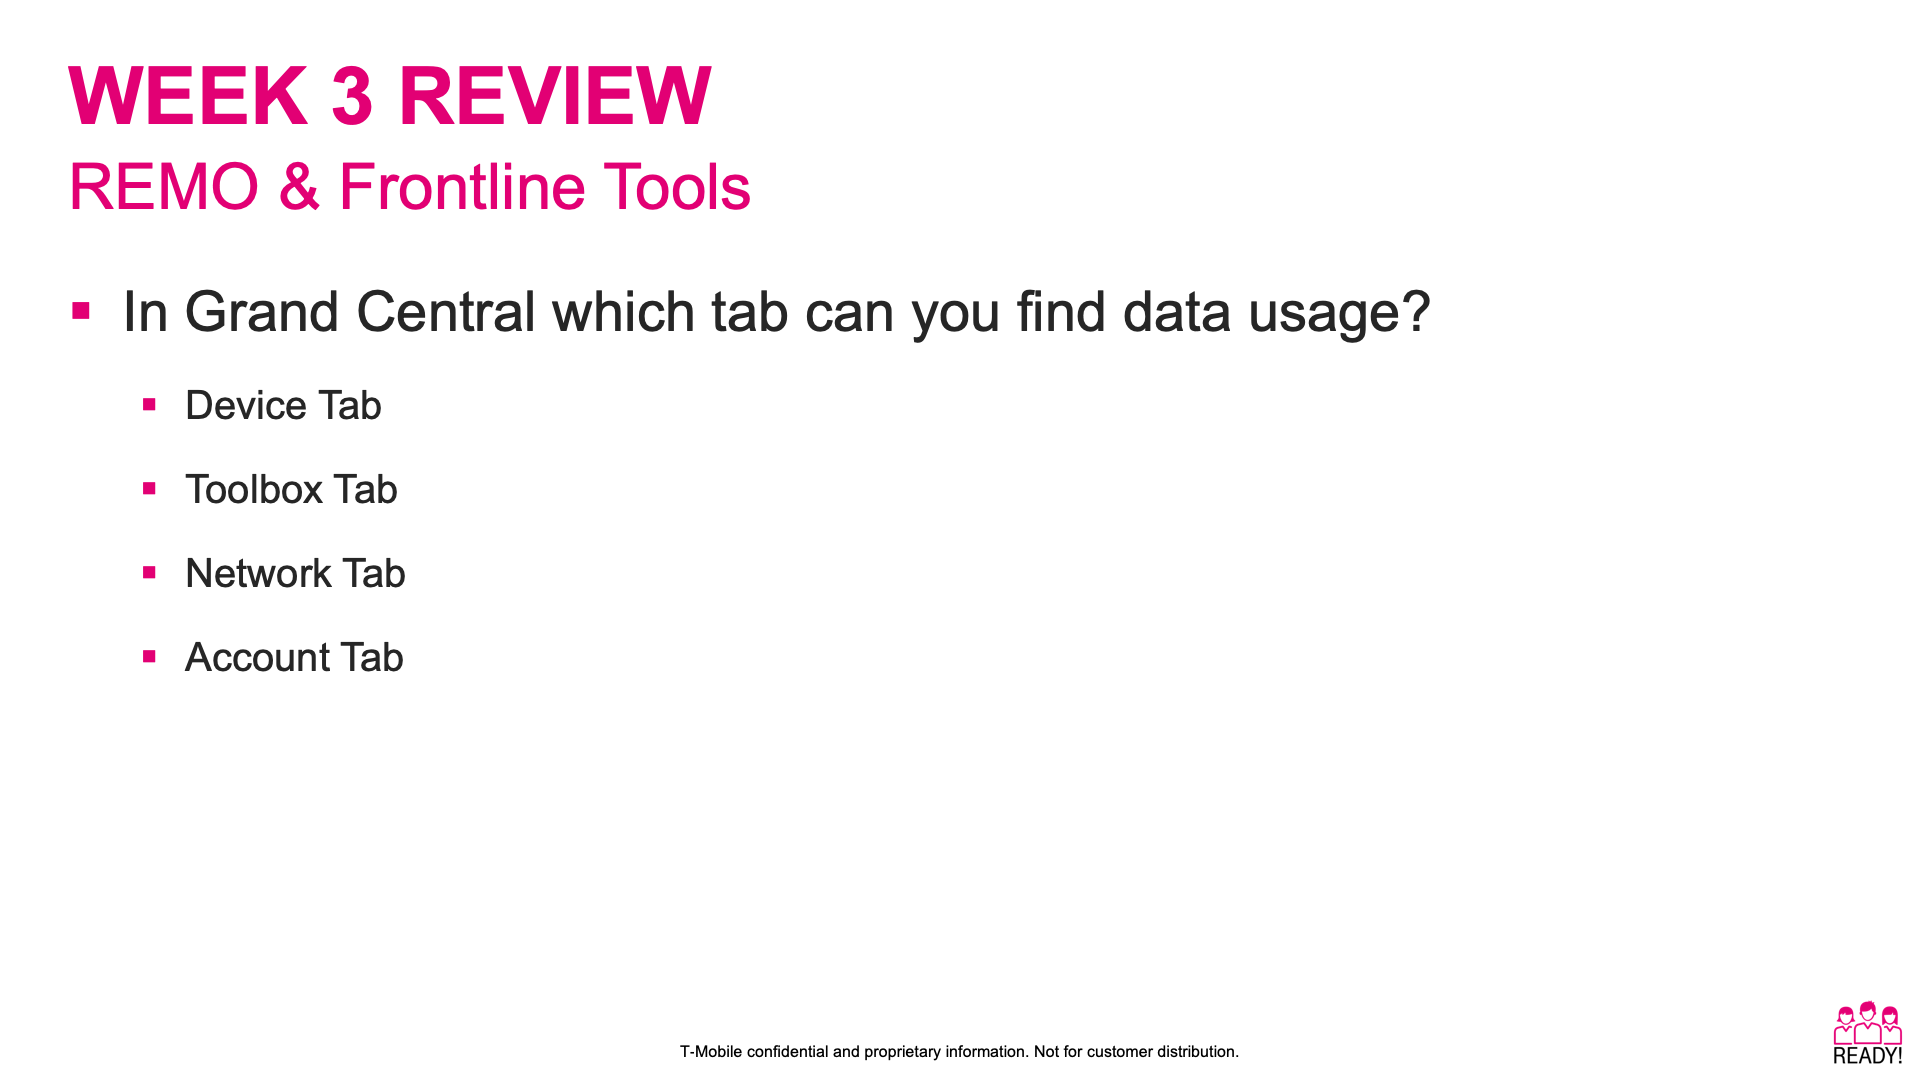 WEEK 3 REVIEW
REMO & Frontline Tools
In Grand Central which tab can you find data usage?
Device Tab
Toolbox Tab
Network Tab
Account Tab
T-Mobile confidential and proprietary information. Not for customer distribution.
READY!